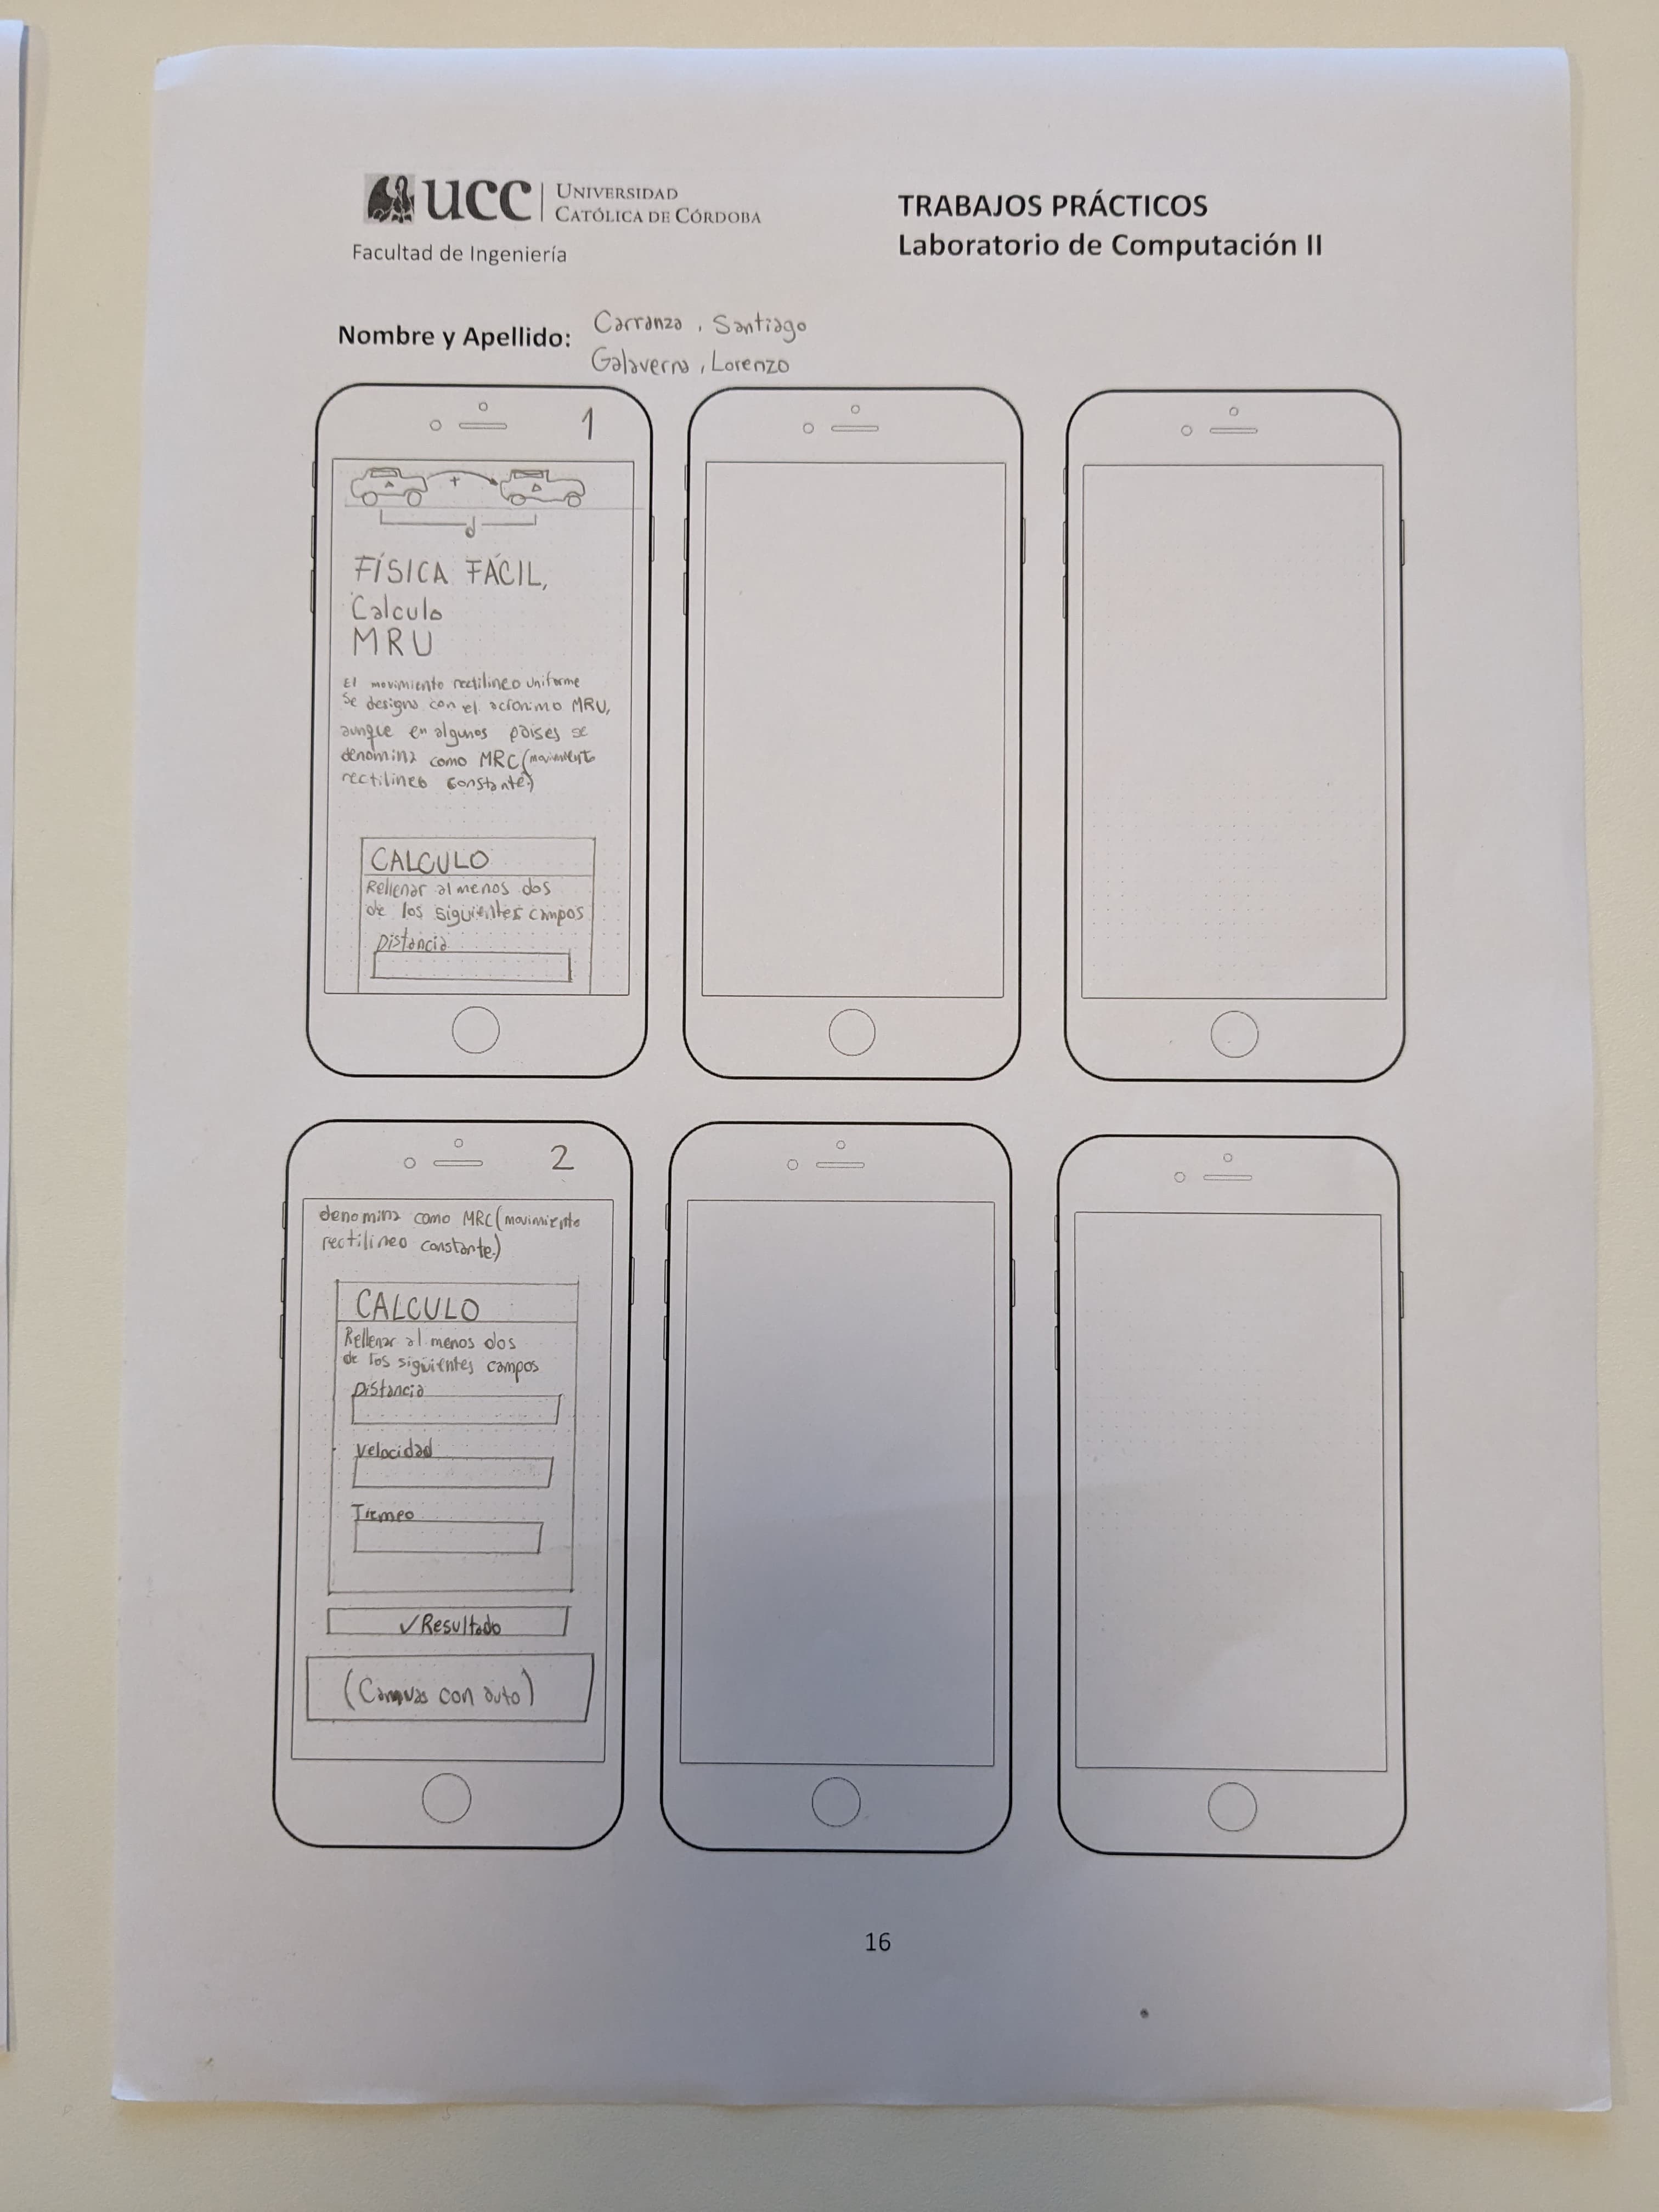 UCC UNIVERSIDAD
CATÓLICA DE CÓRDOBA
Facultad de Ingeniería
TRABAJOS PRÁCTICOS
Laboratorio de Computación II
Nombre y Apellido:
Carranza, Santiago
Galaverna, Lorenzo
1
t
d
FÍSICA FÁCIL,
Calculo
MRU
El movimiento rectilineo uniforme
se designa con el acrónimo MRU,
aunque en algunos paises se
denomina como MRC (movimiento
rectilineo constante.)
CALCULO
Rellenar al menos dos
de los siguientes campos
Distancia
2
denomina como MRC (movimiento
rectilineo constante.)
CALCULO
Rellenar al menos dos
de los siguientes campos
Distancia
Velocidad
Tiempo
✓Resultado
(Canvas con auto)
16